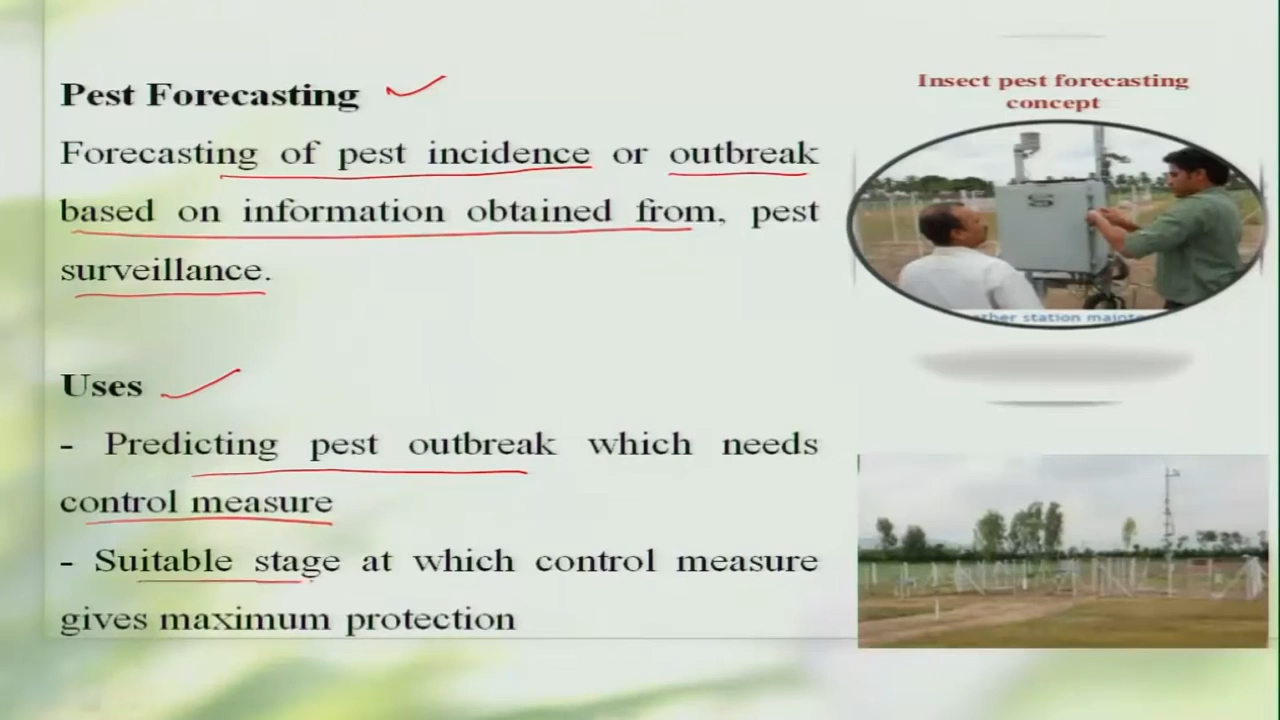 Pest Forecasting
Forecasting of pest incidence or outbreak
based on information obtained from, pest
surveillance.
Uses
- Predicting pest outbreak which needs
control measure
- Suitable stage at which control measure
gives maximum protection
Insect pest forecasting
concept
station